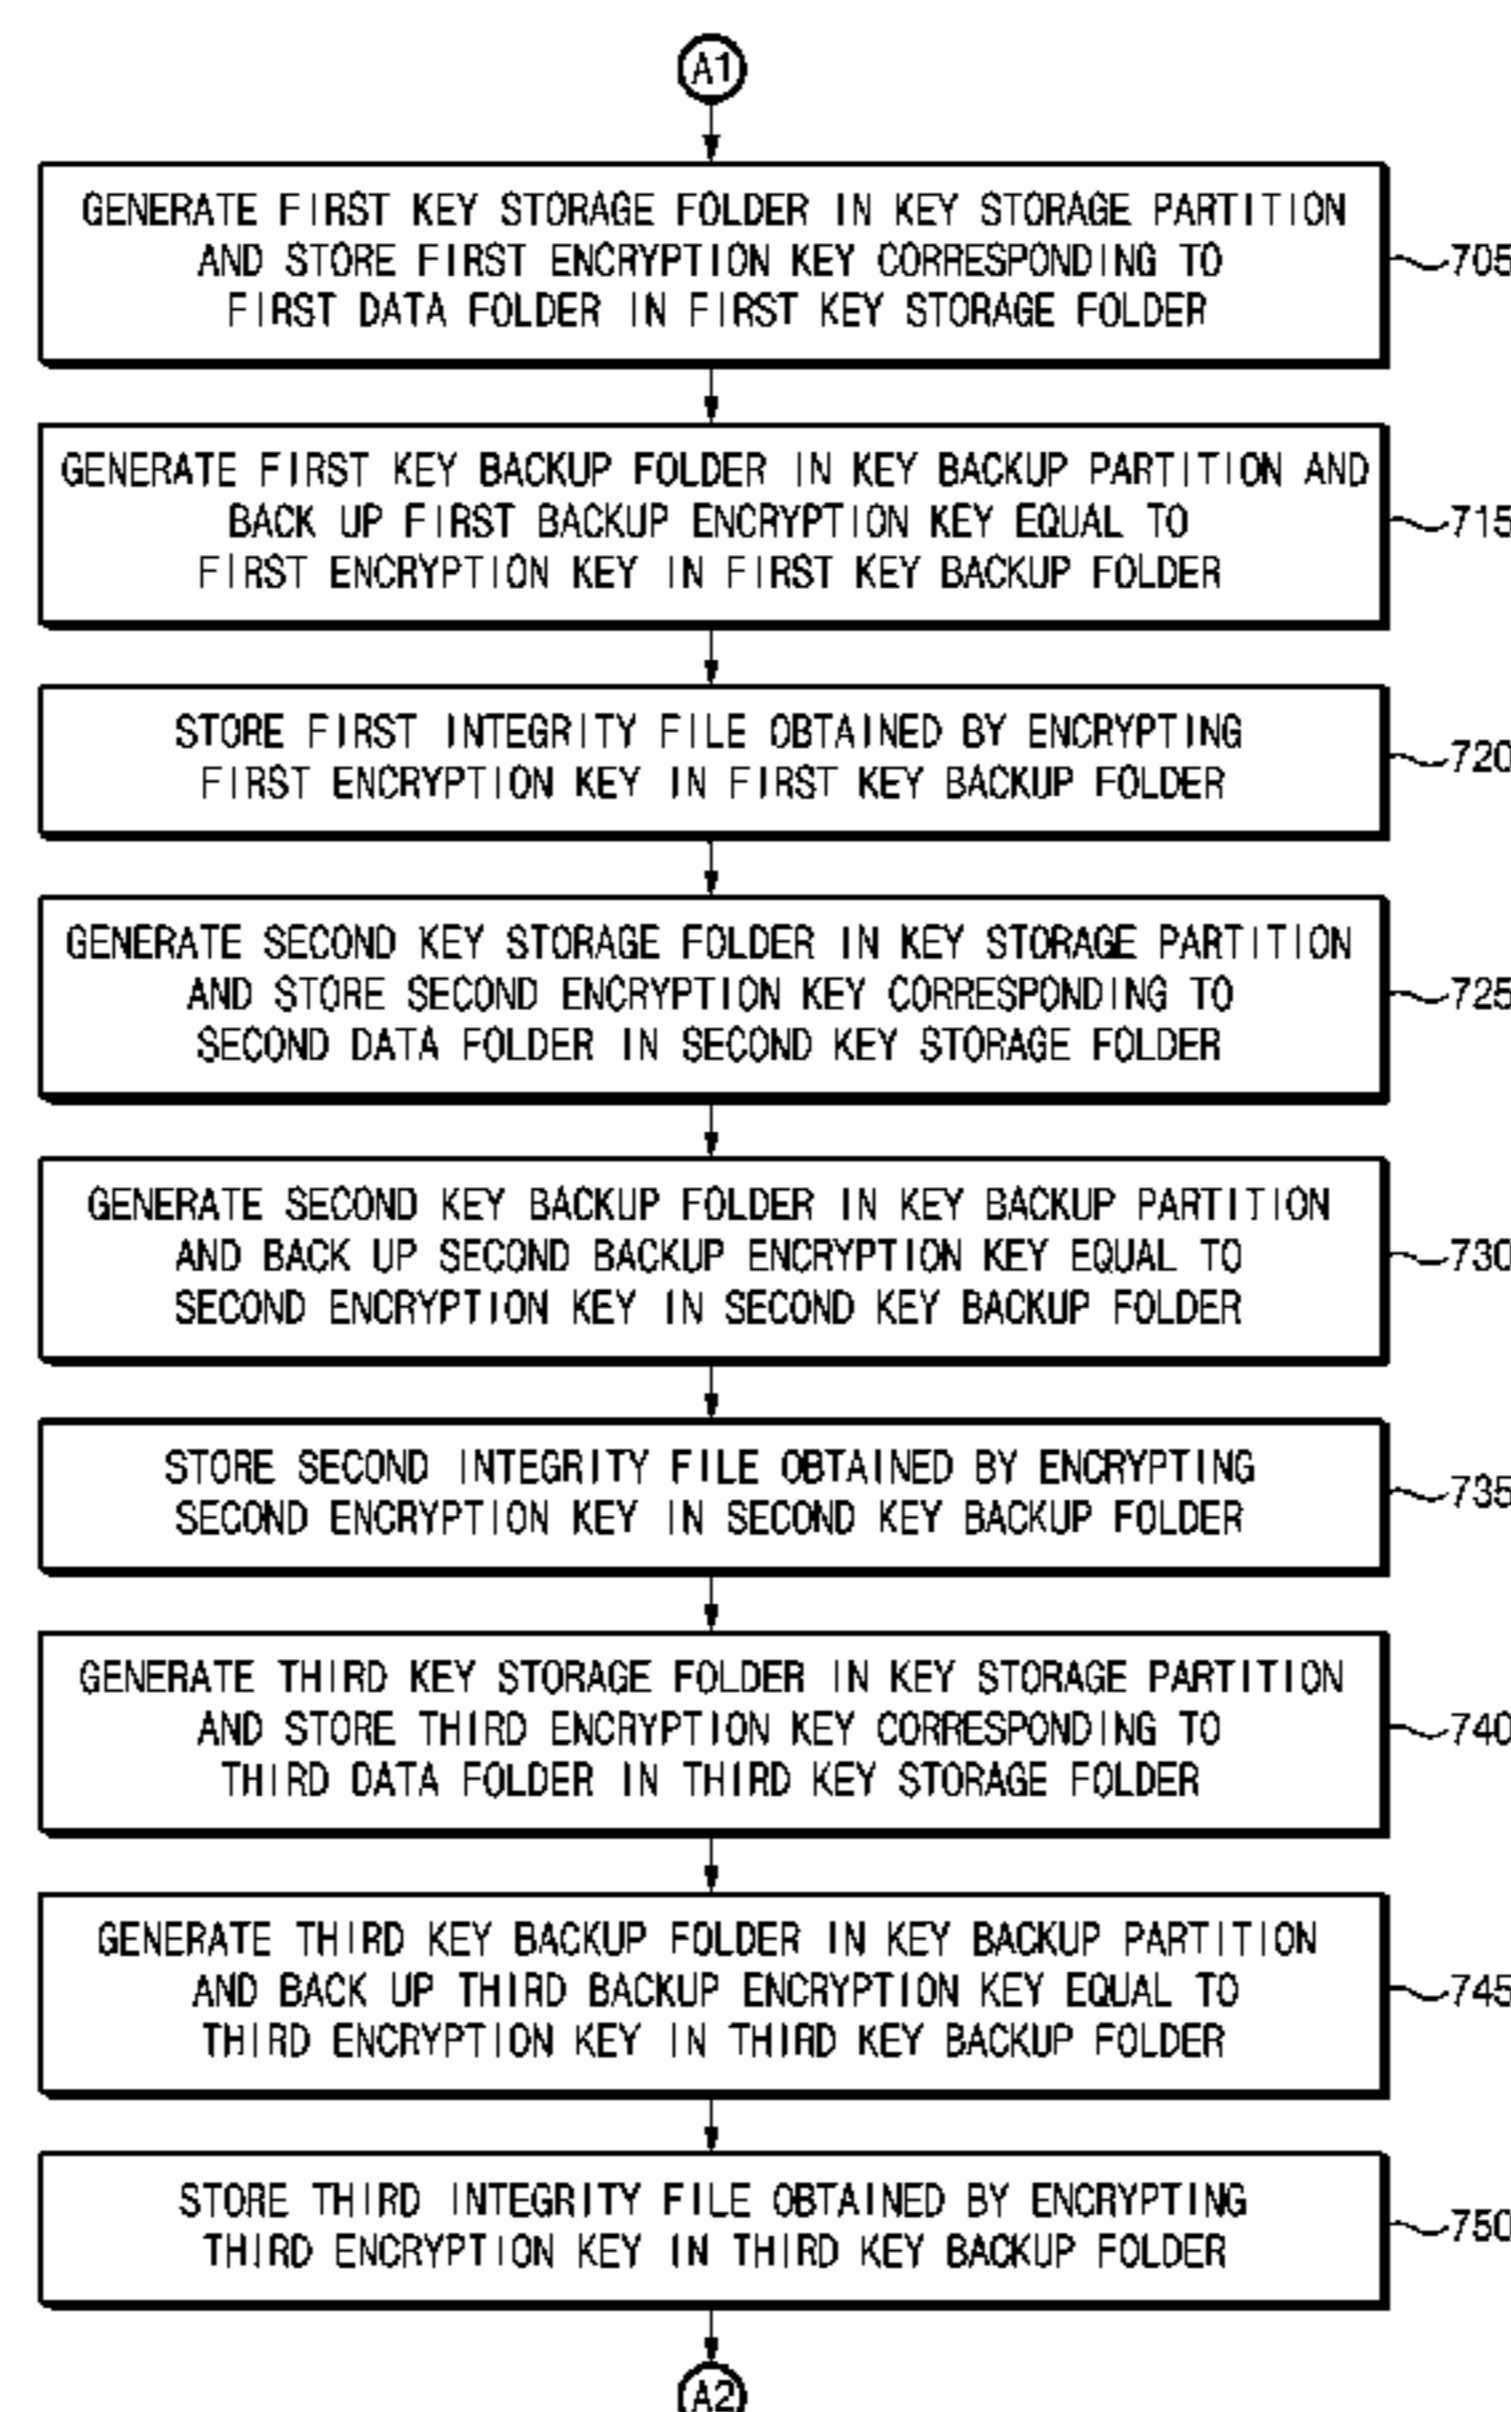 A1
GENERATE FIRST KEY STORAGE FOLDER IN KEY STORAGE PARTITION
AND STORE FIRST ENCRYPTION KEY CORRESPONDING TO
FIRST DATA FOLDER IN FIRST KEY STORAGE FOLDER
705
GENERATE FIRST KEY BACKUP FOLDER IN KEY BACKUP PARTITION AND
BACK UP FIRST BACKUP ENCRYPTION KEY EQUAL TO
FIRST ENCRYPTION KEY IN FIRST KEY BACKUP FOLDER
715
STORE FIRST INTEGRITY FILE OBTAINED BY ENCRYPTING
FIRST ENCRYPTION KEY IN FIRST KEY BACKUP FOLDER
720
GENERATE SECOND KEY STORAGE FOLDER IN KEY STORAGE PARTITION
AND STORE SECOND ENCRYPTION KEY CORRESPONDING TO
SECOND DATA FOLDER IN SECOND KEY STORAGE FOLDER
725
GENERATE SECOND KEY BACKUP FOLDER IN KEY BACKUP PARTITION
AND BACK UP SECOND BACKUP ENCRYPTION KEY EQUAL TO
SECOND ENCRYPTION KEY IN SECOND KEY BACKUP FOLDER
730
STORE SECOND INTEGRITY FILE OBTAINED BY ENCRYPTING
SECOND ENCRYPTION KEY IN SECOND KEY BACKUP FOLDER
735
GENERATE THIRD KEY STORAGE FOLDER IN KEY STORAGE PARTITION
AND STORE THIRD ENCRYPTION KEY CORRESPONDING TO
THIRD DATA FOLDER IN THIRD KEY STORAGE FOLDER
740
GENERATE THIRD KEY BACKUP FOLDER IN KEY BACKUP PARTITION
AND BACK UP THIRD BACKUP ENCRYPTION KEY EQUAL TO
THIRD ENCRYPTION KEY IN THIRD KEY BACKUP FOLDER
745
STORE THIRD INTEGRITY FILE OBTAINED BY ENCRYPTING
THIRD ENCRYPTION KEY IN THIRD KEY BACKUP FOLDER
750
A2